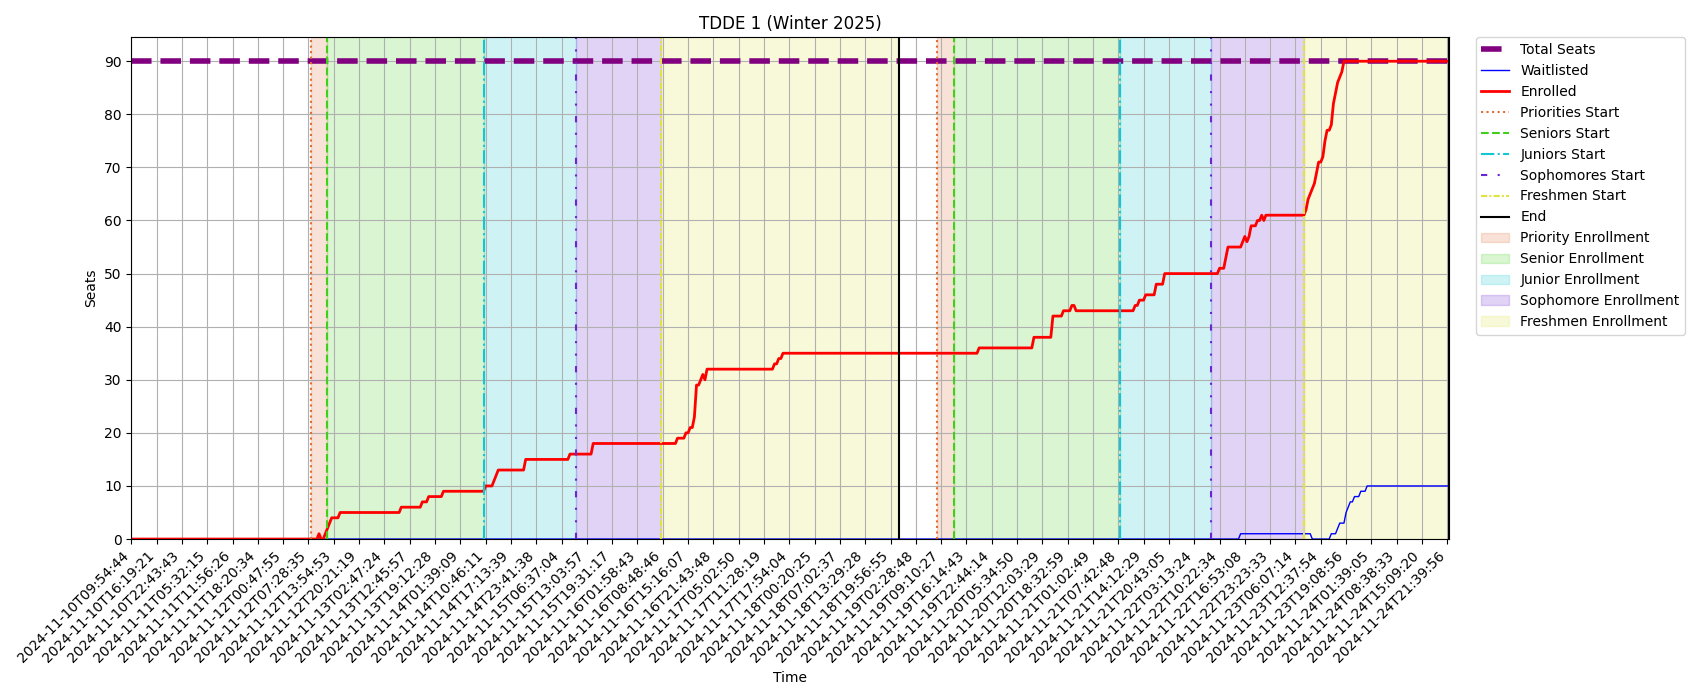 TDDE 1 (Winter 2025)
Seats
90
80
70
60
50
40
30
20
10
0
2024-11-10T09:54:44
2024-11-10T16:19:21
2024-11-10T22:43:43
2024-11-11T05:32:15
2024-11-11T11:56:26
2024-11-11T18:20:34
2024-11-12T00:47:55
2024-11-12T07:28:35
2024-11-12T13:54:53
2024-11-12T20:21:19
2024-11-13T02:47:24
2024-11-13T12:45:57
2024-11-13T19:12:28
2024-11-14T01:39:09
2024-11-14T10:46:11
2024-11-14T17:13:39
2024-11-14T23:41:38
2024-11-15T06:37:04
2024-11-15T13:03:57
2024-11-15T19:31:17
2024-11-16T01:58:43
2024-11-16T08:48:46
2024-11-16T15:16:07
2024-11-16T21:43:48
2024-11-17T05:02:50
2024-11-17T11:28:19
2024-11-17T17:54:04
2024-11-18T00:20:25
2024-11-18T07:02:37
2024-11-18T13:29:28
2024-11-18T19:56:55
2024-11-19T02:28:48
2024-11-19T09:10:27
2024-11-19T16:14:43
2024-11-19T22:44:14
2024-11-20T05:34:50
2024-11-20T12:03:29
2024-11-20T18:32:59
2024-11-21T01:02:49
2024-11-21T07:42:48
2024-11-21T14:12:29
2024-11-21T20:43:05
2024-11-22T03:13:24
2024-11-22T10:22:34
2024-11-22T16:53:08
2024-11-22T23:23:33
2024-11-23T06:07:14
2024-11-23T12:37:54
2024-11-23T19:08:56
2024-11-24T01:39:05
2024-11-24T08:38:33
2024-11-24T15:09:20
2024-11-24T21:39:56
Time
Total Seats
Waitlisted
Enrolled
Priorities Start
Seniors Start
Juniors Start
Sophomores Start
Freshmen Start
End
Priority Enrollment
Senior Enrollment
Junior Enrollment
Sophomore Enrollment
Freshmen Enrollment